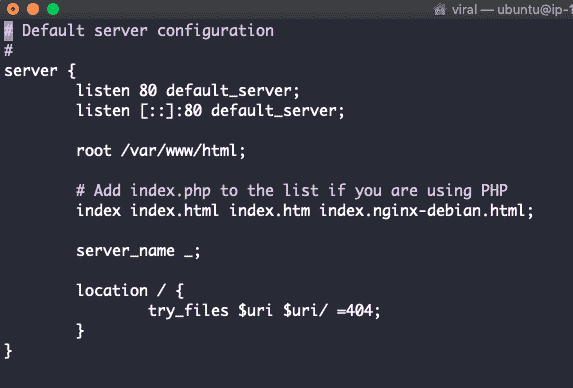 viral — ubuntu@ip-1
# Default server configuration
#
server {
        listen 80 default_server;
        listen [::]:80 default_server;

        root /var/www/html;

        # Add index.php to the list if you are using PHP
        index index.html index.htm index.nginx-debian.html;

        server_name _;

        location / {
                try_files $uri $uri/ =404;
        }
}